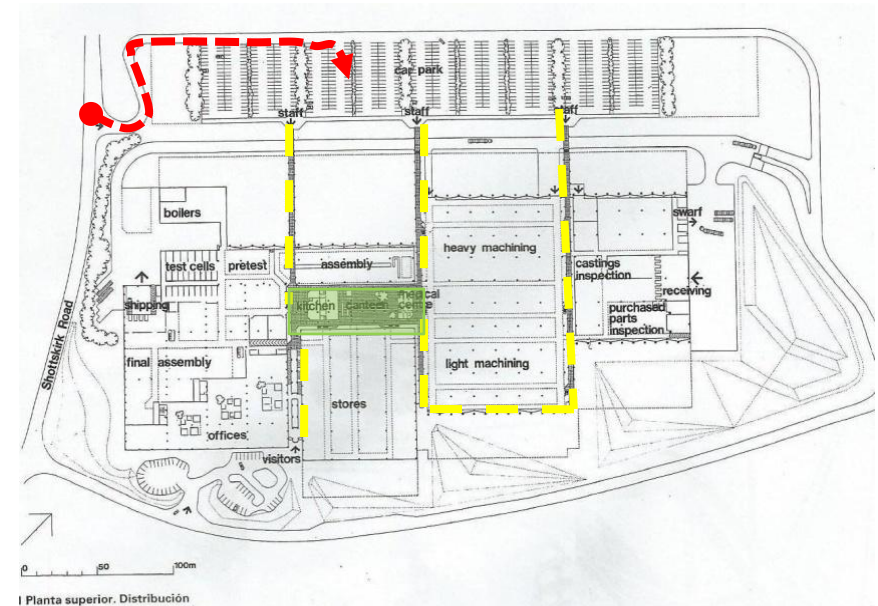 car park
staff
staff
staff
boilers
swarf
heavy machining
test cells
pretest
assembly
castings
inspection
receiving
shipping
kitchen
canteen
medical
centre
purchased
parts
inspection
Shottskirk Road
final assembly
light machining
stores
offices
visitors
0
50
100m
Planta superior. Distribución